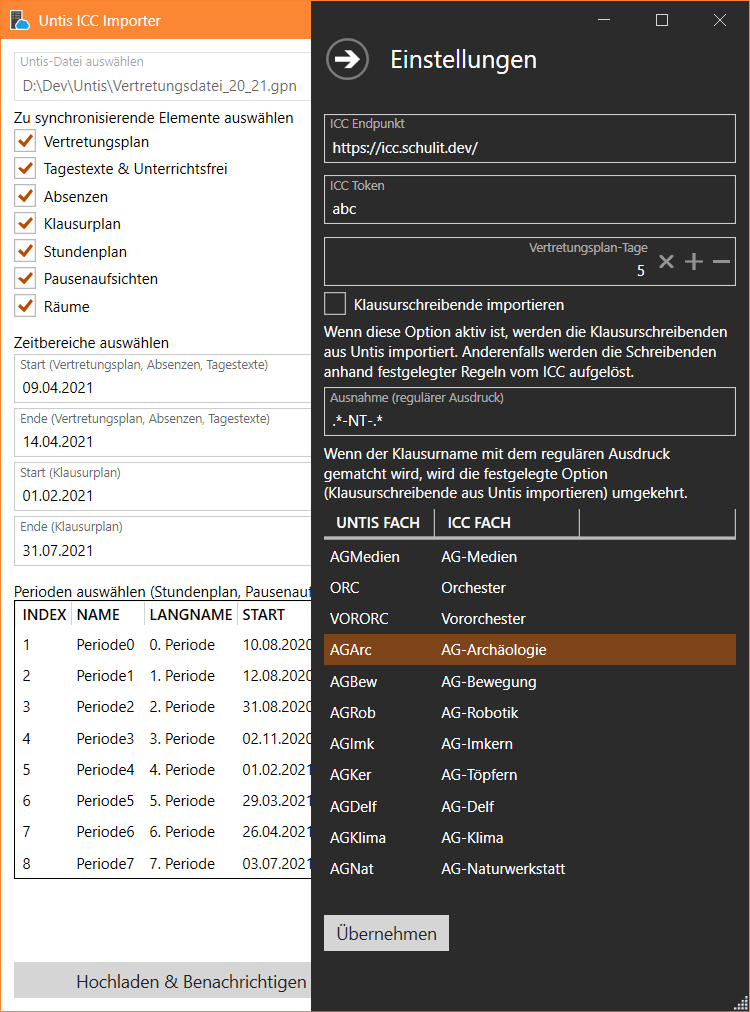 Untis ICC Importer
Untis-Datei auswählen
D:\Dev\Untis\Vertretungsdatei_20_21.gpn
Zu synchronisierende Elemente auswählen
Vertretungsplan
Tagestexte & Unterrichtsfrei
Absenzen
Klausurplan
Stundenplan
Pausenaufsichten
Räume
Zeitbereiche auswählen
Start (Vertretungsplan, Absenzen, Tagestexte)
09.04.2021
Ende (Vertretungsplan, Absenzen, Tagestexte)
14.04.2021
Start (Klausurplan)
01.02.2021
Ende (Klausurplan)
31.07.2021
Perioden auswählen (Stundenplan, Pausenauf
INDEX NAME LANGNAME START
1 Periode0 0. Periode 10.08.2020
2 Periode1 1. Periode 12.08.2020
3 Periode2 2. Periode 31.08.2020
4 Periode3 3. Periode 02.11.2020
5 Periode4 4. Periode 01.02.2021
6 Periode5 5. Periode 29.03.2021
7 Periode6 6. Periode 26.04.2021
8 Periode7 7. Periode 03.07.2021
Hochladen & Benachrichtigen
Einstellungen
ICC Endpunkt
https://icc.schulit.dev/
ICC Token
abc
Vertretungsplan-Tage
5
Klausurschreibende importieren
Wenn diese Option aktiv ist, werden die Klausurschreibenden
aus Untis importiert. Anderenfalls werden die Schreibenden
anhand festgelegter Regeln vom ICC aufgelöst.
Ausnahme (regulärer Ausdruck)
.*-NT-.*
Wenn der Klausurname mit dem regulären Ausdruck
gematcht wird, wird die festgelegte Option
(Klausurschreibende aus Untis importieren) umgekehrt.
UNTIS FACH ICC FACH
AGMedien AG-Medien
ORC Orchester
VORORC Vororchester
AGArc AG-Archäologie
AGBew AG-Bewegung
AGRob AG-Robotik
AGImk AG-Imkern
AGKer AG-Töpfern
AGDelf AG-Delf
AGKlima AG-Klima
AGNat AG-Naturwerkstatt
Übernehmen